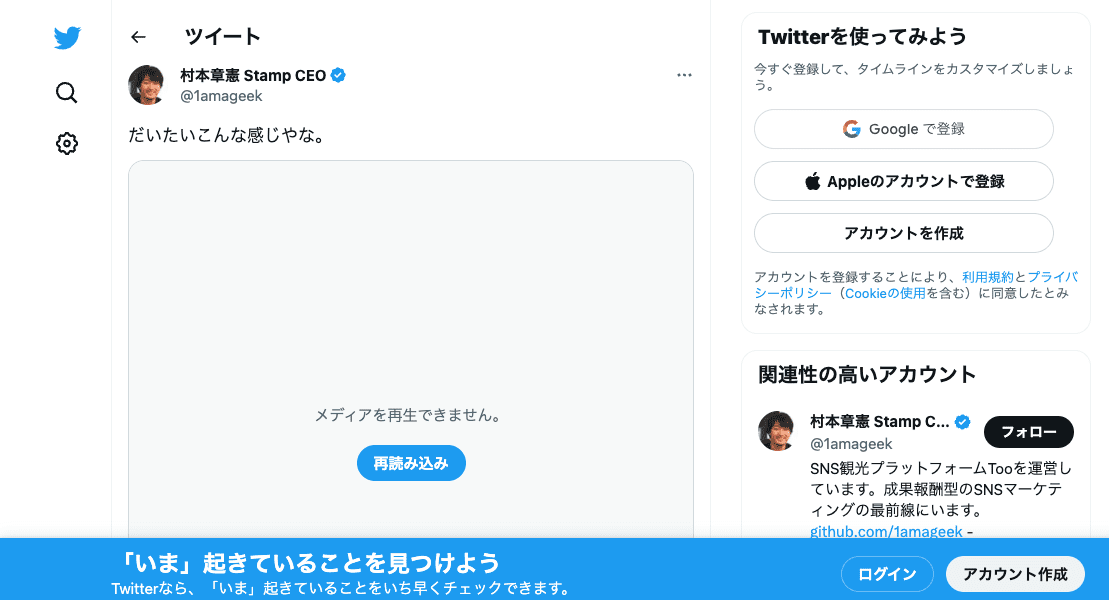 ツイート
村本章憲 Stamp CEO
@1amageek
だいたいこんな感じやな。
メディアを再生できません。
再読み込み
Twitterを使ってみよう
今すぐ登録して、タイムラインをカスタマイズしましょ
う。
Google で登録
Appleのアカウントで登録
アカウントを作成
アカウントを登録することにより、利用規約とプライバ
シーポリシー（Cookieの使用を含む）に同意したとみ
なされます。
関連性の高いアカウント
村本章憲 Stamp C...
フォロー
@1amageek
SNS観光プラットフォームTooを運営し
ています。成果報酬型のSNSマーケテ
ィングの最前線にいます。
github.com/1amageek -
「いま」起きていることを見つけよう
Twitterなら、「いま」起きていることをいち早くチェックできます。
ログイン
アカウント作成